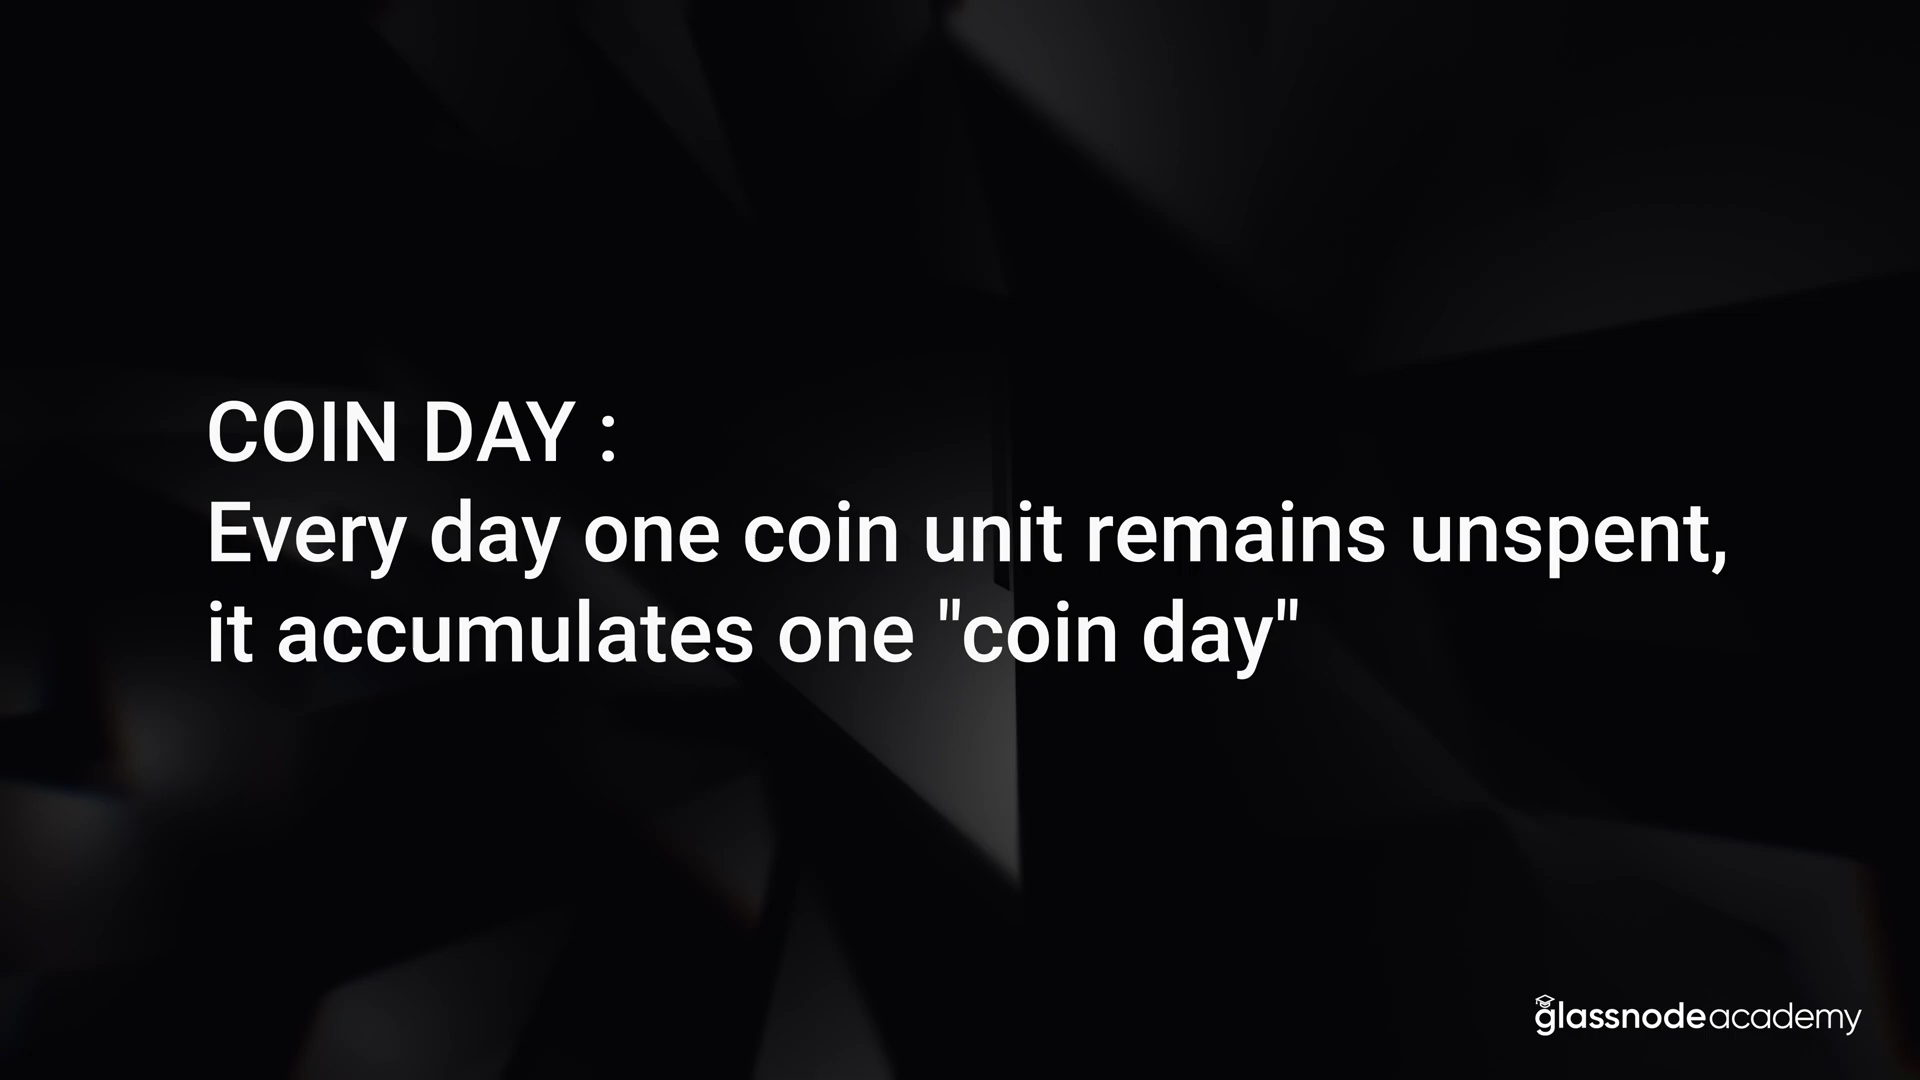 COIN DAY :
Every day one coin unit remains unspent,
it accumulates one "coin day"
glassnodeacademy